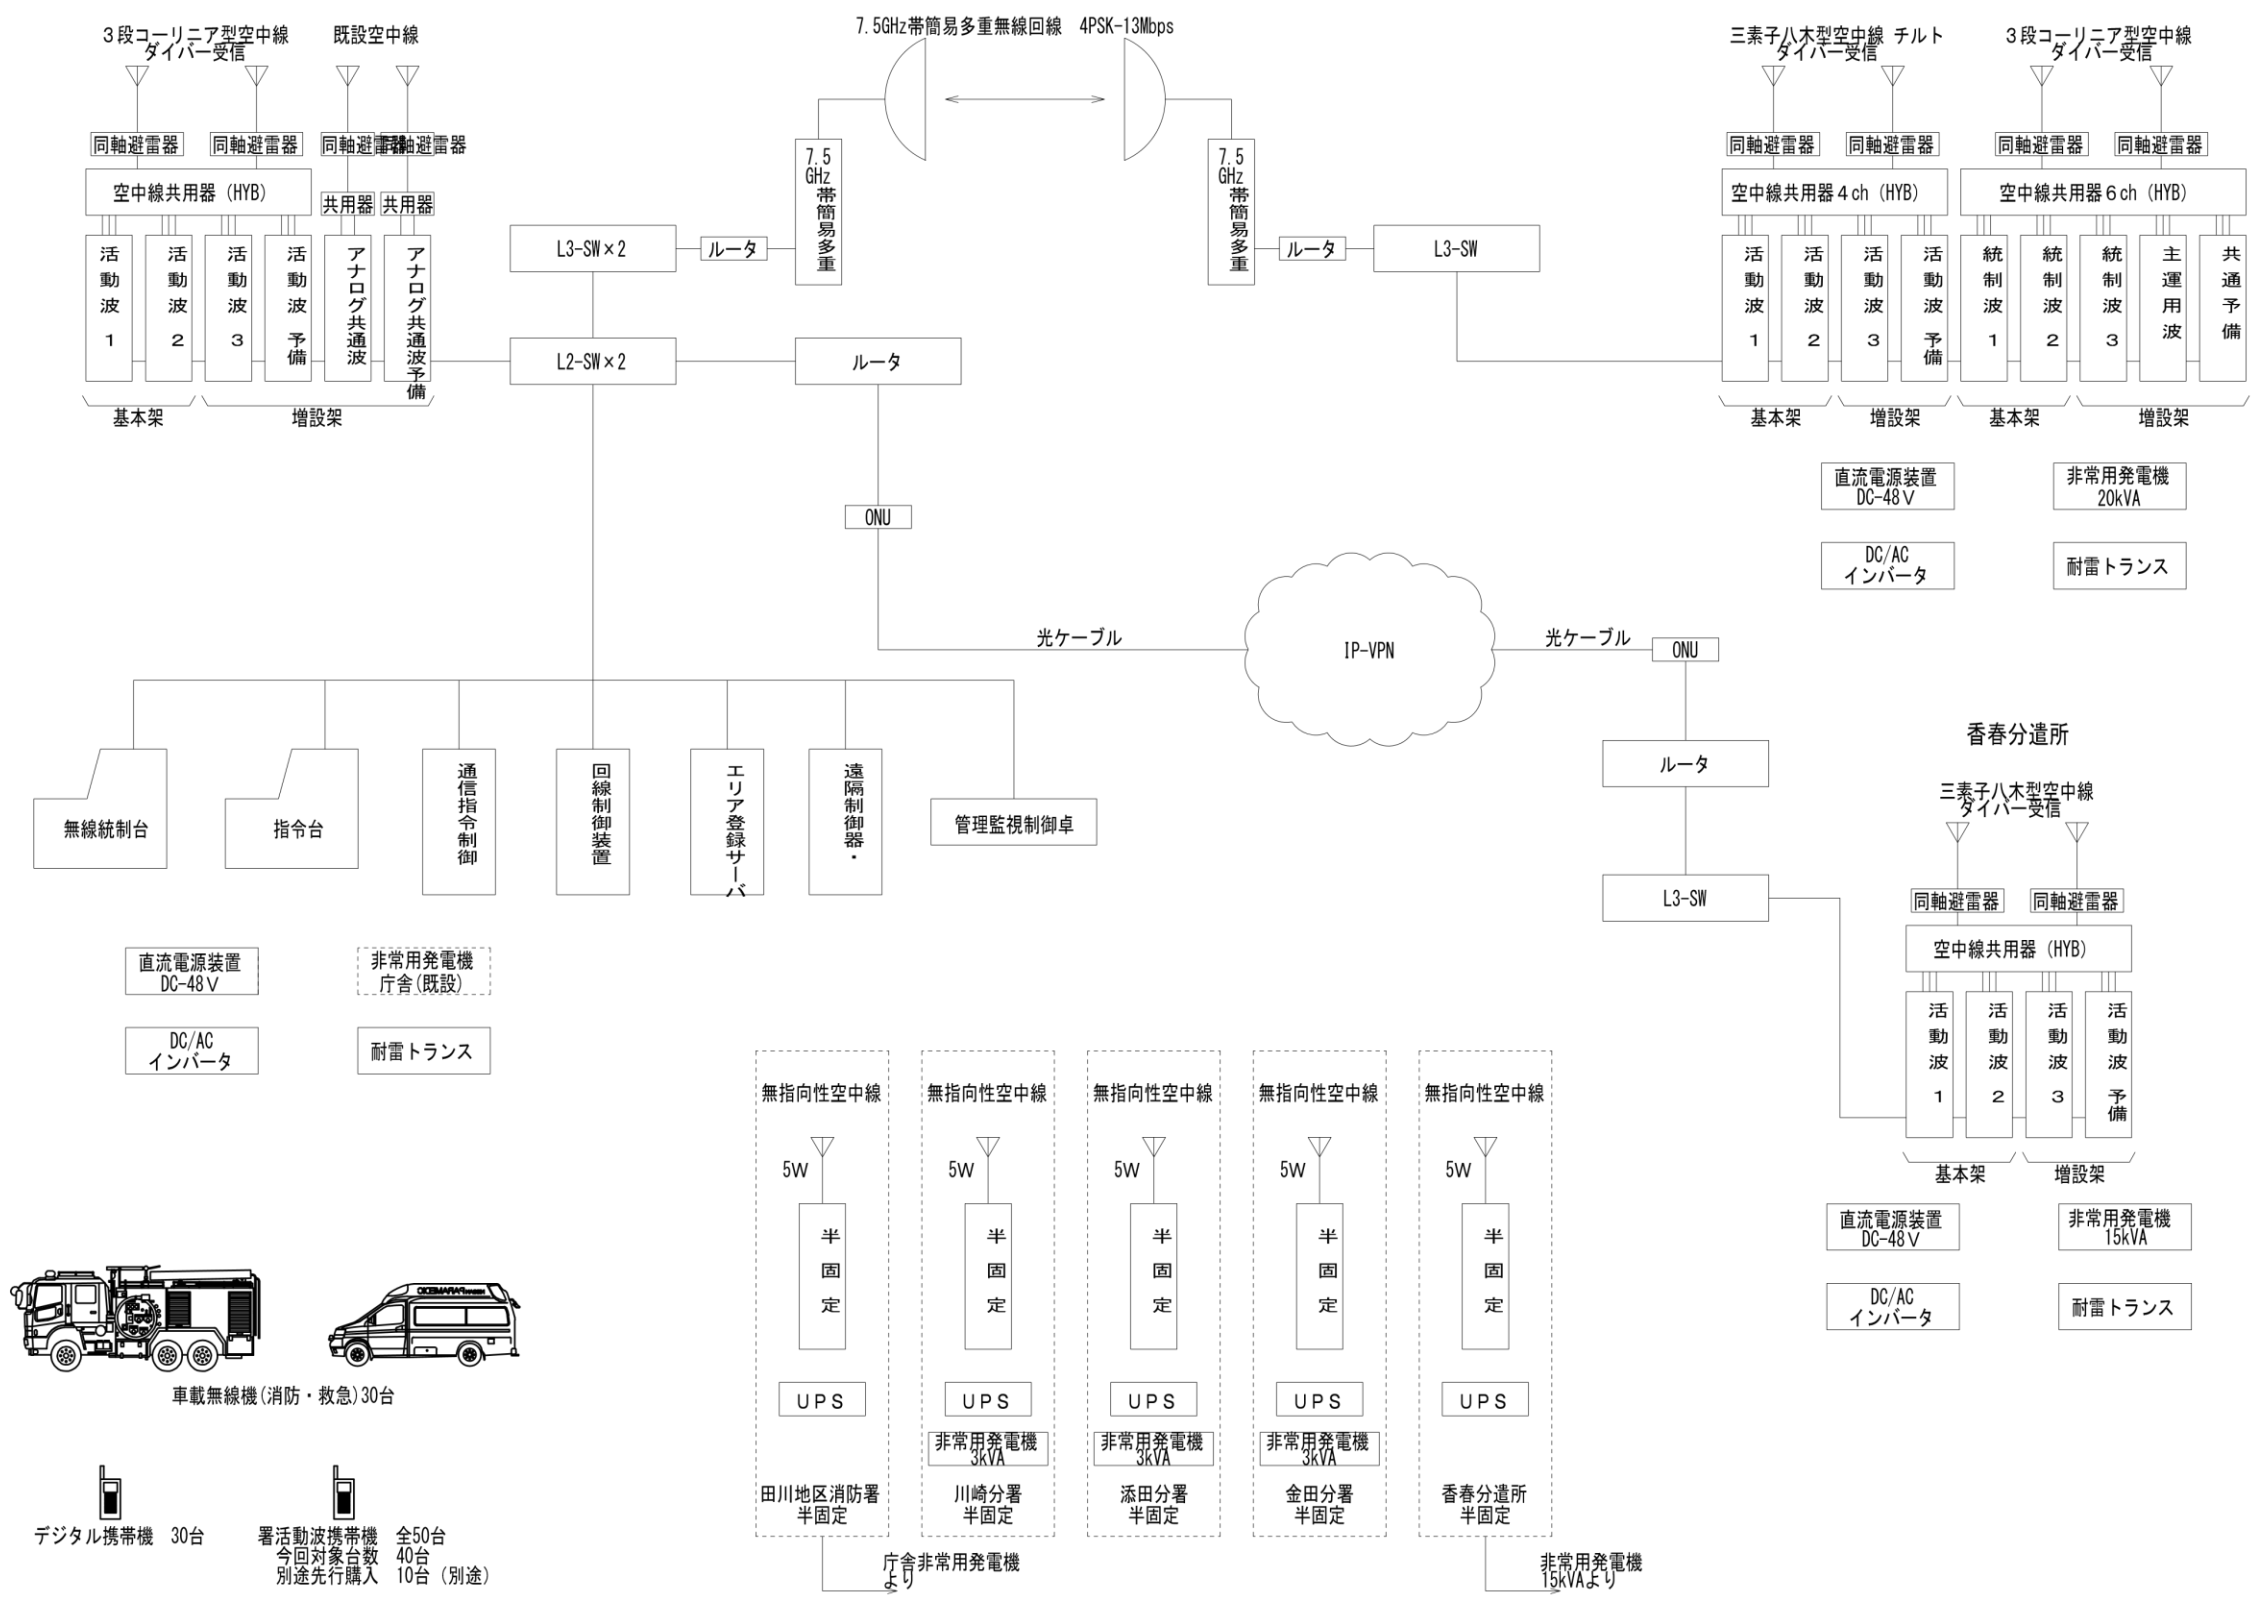 7.5GHz帯簡易多重無線回線　4PSK-13Mbps
３段コーリニア型空中線
ダイバー受信
既設空中線
同軸避雷器
同軸避雷器
同軸避雷器
同軸避雷器
空中線共用器（HYB）
共用器
共用器
活動波１
活動波２
活動波３
活動波予備
アナログ共通波
アナログ共通波予備
基本架
増設架
L3-SW×2
ルータ
7.5GHz帯簡易多重
L2-SW×2
ルータ
ONU
7.5GHz帯簡易多重
ルータ
L3-SW
三素子八木型空中線 チルト
ダイバー受信
３段コーリニア型空中線
ダイバー受信
同軸避雷器
同軸避雷器
同軸避雷器
同軸避雷器
空中線共用器４ch（HYB）
空中線共用器６ch（HYB）
活動波１
活動波２
活動波３
活動波予備
統制波１
統制波２
統制波３
主運用波
共通予備
基本架
増設架
基本架
増設架
直流電源装置
DC-48Ｖ
非常用発電機
20kVA
DC/AC
インバータ
耐雷トランス
光ケーブル
IP-VPN
光ケーブル
ONU
ルータ
L3-SW
無線統制台
指令台
通信指令制御
回線制御装置
エリア登録サーバ
遠隔制御器・
管理監視制御卓
直流電源装置
DC-48Ｖ
非常用発電機
庁舎(既設)
DC/AC
インバータ
耐雷トランス
香春分遣所
三素子八木型空中線
ダイバー受信
同軸避雷器
同軸避雷器
空中線共用器（HYB）
活動波１
活動波２
活動波３
活動波予備
基本架
増設架
直流電源装置
DC-48Ｖ
非常用発電機
15kVA
DC/AC
インバータ
耐雷トランス
無指向性空中線
5W
半固定
ＵＰＳ
田川地区消防署
半固定
庁舎非常用発電機
より
無指向性空中線
5W
半固定
ＵＰＳ
非常用発電機
3kVA
川崎分署
半固定
無指向性空中線
5W
半固定
ＵＰＳ
非常用発電機
3kVA
添田分署
半固定
無指向性空中線
5W
半固定
ＵＰＳ
非常用発電機
3kVA
金田分署
半固定
無指向性空中線
5W
半固定
ＵＰＳ
香春分遣所
半固定
非常用発電機
15kVAより
車載無線機(消防・救急)30台
デジタル携帯機　30台
署活動波携帯機　全50台
今回対象台数　40台
別途先行購入　10台（別途）